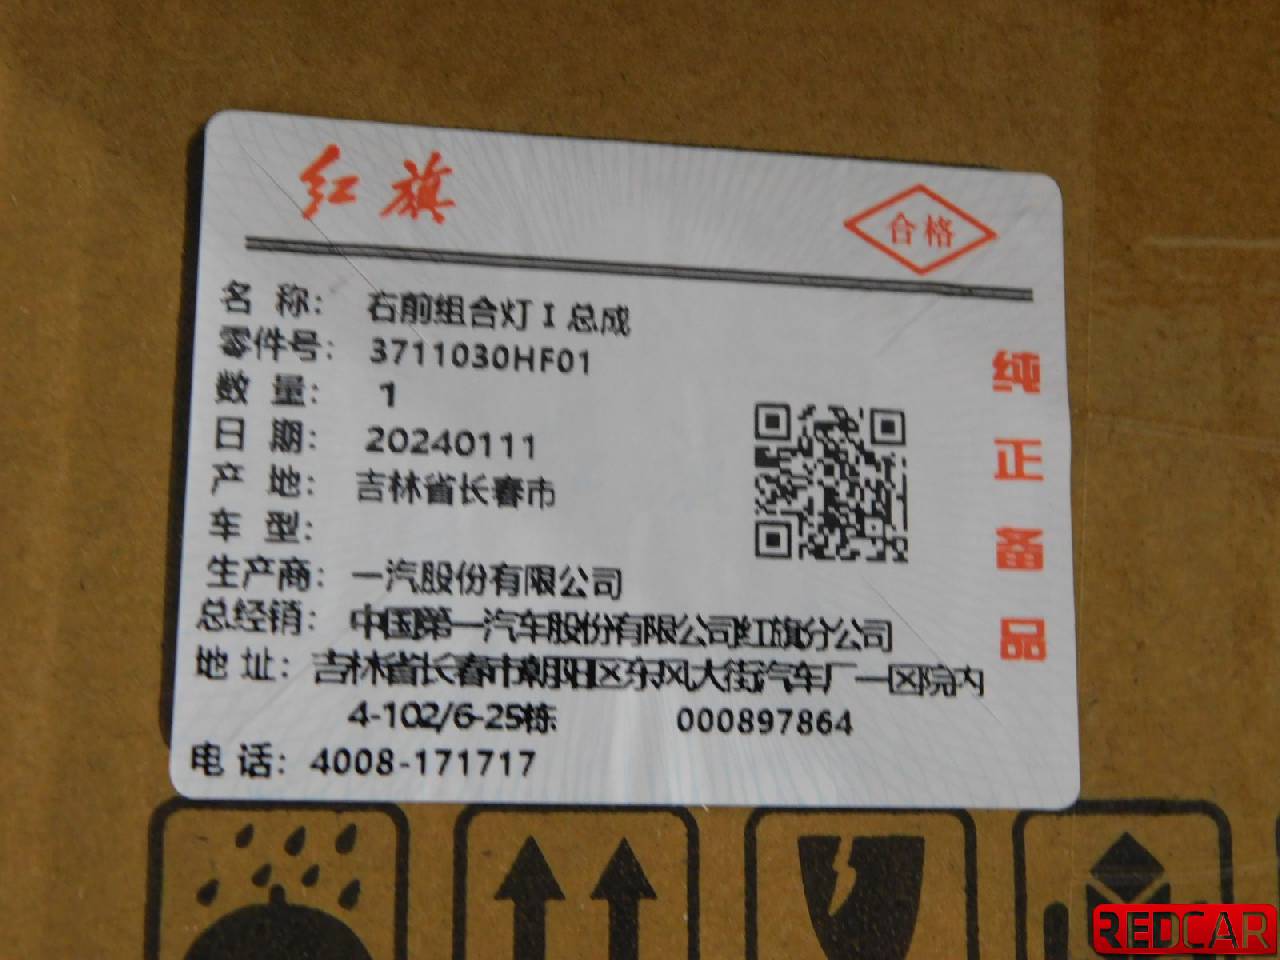 红旗
合格
名 称： 右前组合灯 I 总成
零件号： 3711030HF01
数 量： 1
日 期： 20240111
产 地： 吉林省长春市
车 型：
生产商： 一汽股份有限公司
总经销： 中国第一汽车股份有限公司红旗分公司
地 址： 吉林省长春市朝阳区东风大街汽车厂一区院内
4-102/6-25栋 000897864
电 话： 4008-171717
纯
正
备
品
REDCAR